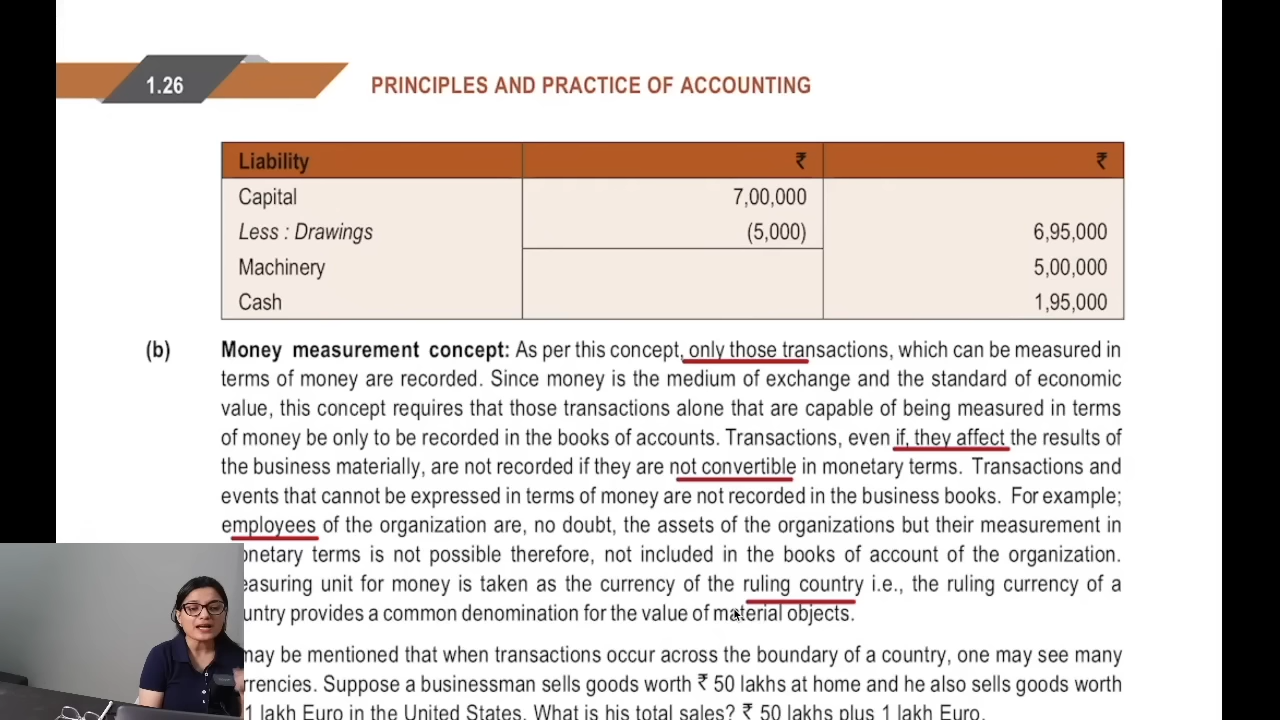 1.26
PRINCIPLES AND PRACTICE OF ACCOUNTING
Liability ₹ ₹
Capital 7,00,000
Less : Drawings (5,000) 6,95,000
Machinery 5,00,000
Cash 1,95,000
(b) Money measurement concept: As per this concept, only those transactions, which can be measured in
terms of money are recorded. Since money is the medium of exchange and the standard of economic
value, this concept requires that those transactions alone that are capable of being measured in terms
of money be only to be recorded in the books of accounts. Transactions, even if, they affect the results of
the business materially, are not recorded if they are not convertible in monetary terms. Transactions and
events that cannot be expressed in terms of money are not recorded in the business books. For example;
employees of the organization are, no doubt, the assets of the organizations but their measurement in
onetary terms is not possible therefore, not included in the books of account of the organization.
easuring unit for money is taken as the currency of the ruling country i.e., the ruling currency of a
untry provides a common denomination for the value of material objects.
may be mentioned that when transactions occur across the boundary of a country, one may see many
rrencies. Suppose a businessman sells goods worth ₹ 50 lakhs at home and he also sells goods worth
1 lakh Euro in the United States. What is his total sales? ₹ 50 lakhs plus 1 lakh Euro.